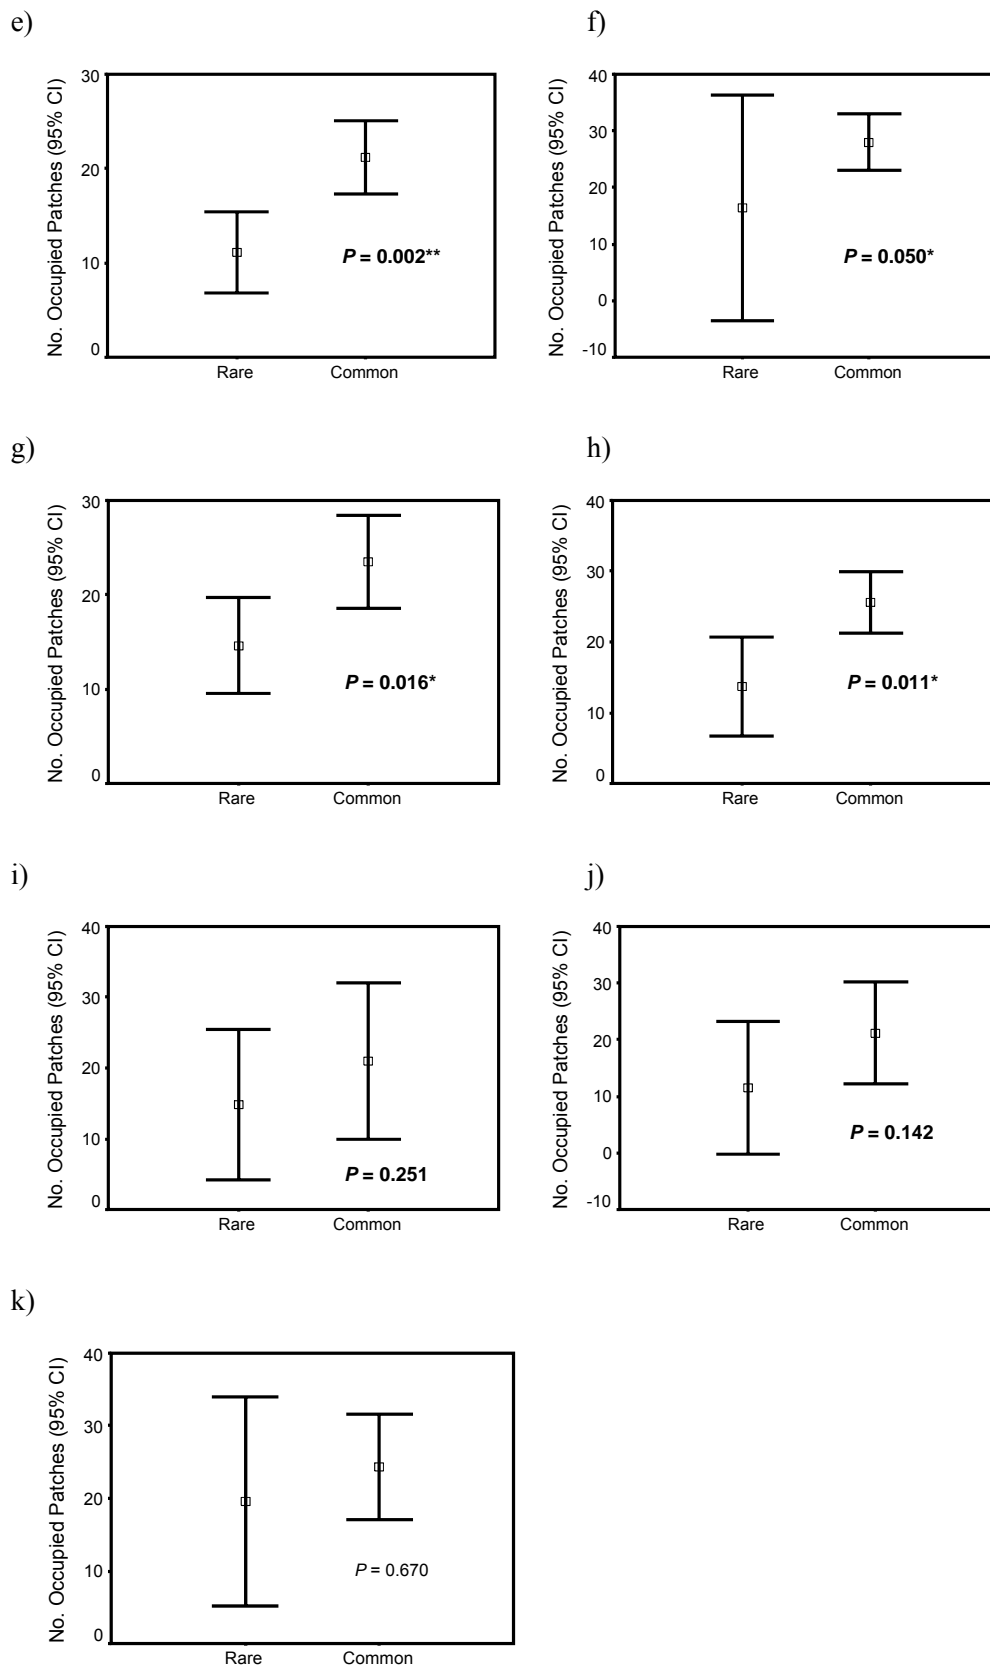 e)
No. Occupied Patches (95% CI)
30
20
10
0
P = 0.002**
Rare Common
f)
No. Occupied Patches (95% CI)
40
30
20
10
0
-10
P = 0.050*
Rare Common
g)
No. Occupied Patches (95% CI)
30
20
10
0
P = 0.016*
Rare Common
h)
No. Occupied Patches (95% CI)
40
30
20
10
0
P = 0.011*
Rare Common
i)
No. Occupied Patches (95% CI)
40
30
20
10
0
P = 0.251
Rare Common
j)
No. Occupied Patches (95% CI)
40
30
20
10
0
-10
P = 0.142
Rare Common
k)
No. Occupied Patches (95% CI)
40
30
20
10
0
P = 0.670
Rare Common